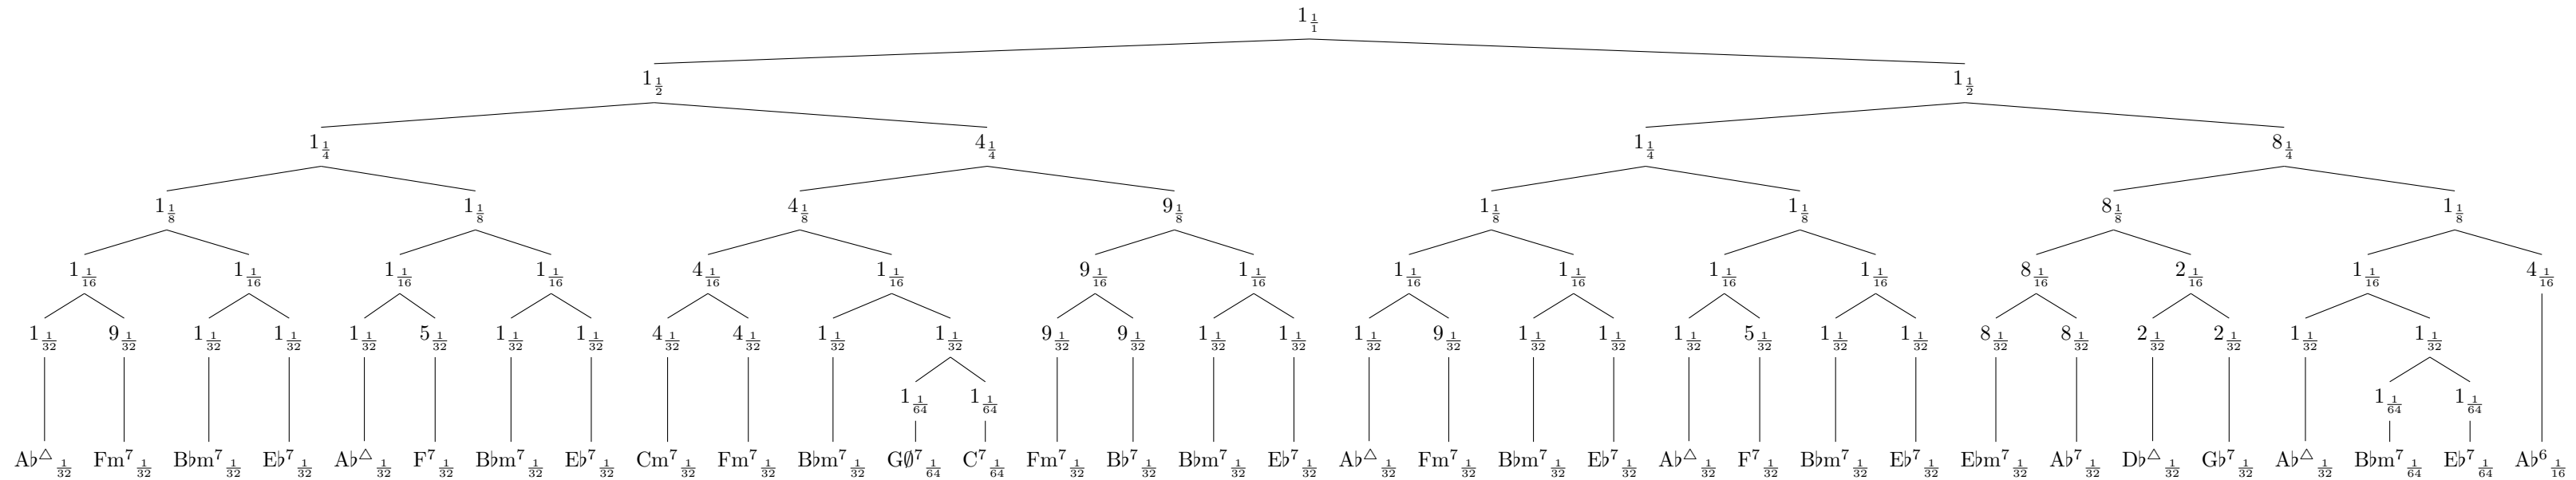 1 1/1
1 1/2 1 1/2
1 1/4 4 1/4 1 1/4 8 1/4
1 1/8 1 1/8 4 1/8 9 1/8 1 1/8 1 1/8 8 1/8 1 1/8
1 1/16 1 1/16 1 1/16 1 1/16 4 1/16 1 1/16 9 1/16 1 1/16 1 1/16 1 1/16 1 1/16 1 1/16 8 1/16 2 1/16 1 1/16 4 1/16
1 1/32 9 1/32 1 1/32 1 1/32 1 1/32 5 1/32 1 1/32 1 1/32 4 1/32 4 1/32 1 1/32 1 1/32 9 1/32 9 1/32 1 1/32 1 1/32 1 1/32 9 1/32 1 1/32 1 1/32 1 1/32 5 1/32 1 1/32 1 1/32 8 1/32 8 1/32 2 1/32 2 1/32 1 1/32 1 1/32
1 1/64 1 1/64 1 1/64 1 1/64
A♭△ 1/32 Fm7 1/32 B♭m7 1/32 E♭7 1/32 A♭△ 1/32 F7 1/32 B♭m7 1/32 E♭7 1/32 Cm7 1/32 Fm7 1/32 B♭m7 1/32 G∅7 1/64 C7 1/64 Fm7 1/32 B♭7 1/32 B♭m7 1/32 E♭7 1/32 A♭△ 1/32 Fm7 1/32 B♭m7 1/32 E♭7 1/32 A♭△ 1/32 F7 1/32 B♭m7 1/32 E♭7 1/32 E♭m7 1/32 A♭7 1/32 D♭△ 1/32 G♭7 1/32 A♭△ 1/32 B♭m7 1/64 E♭7 1/64 A♭6 1/16